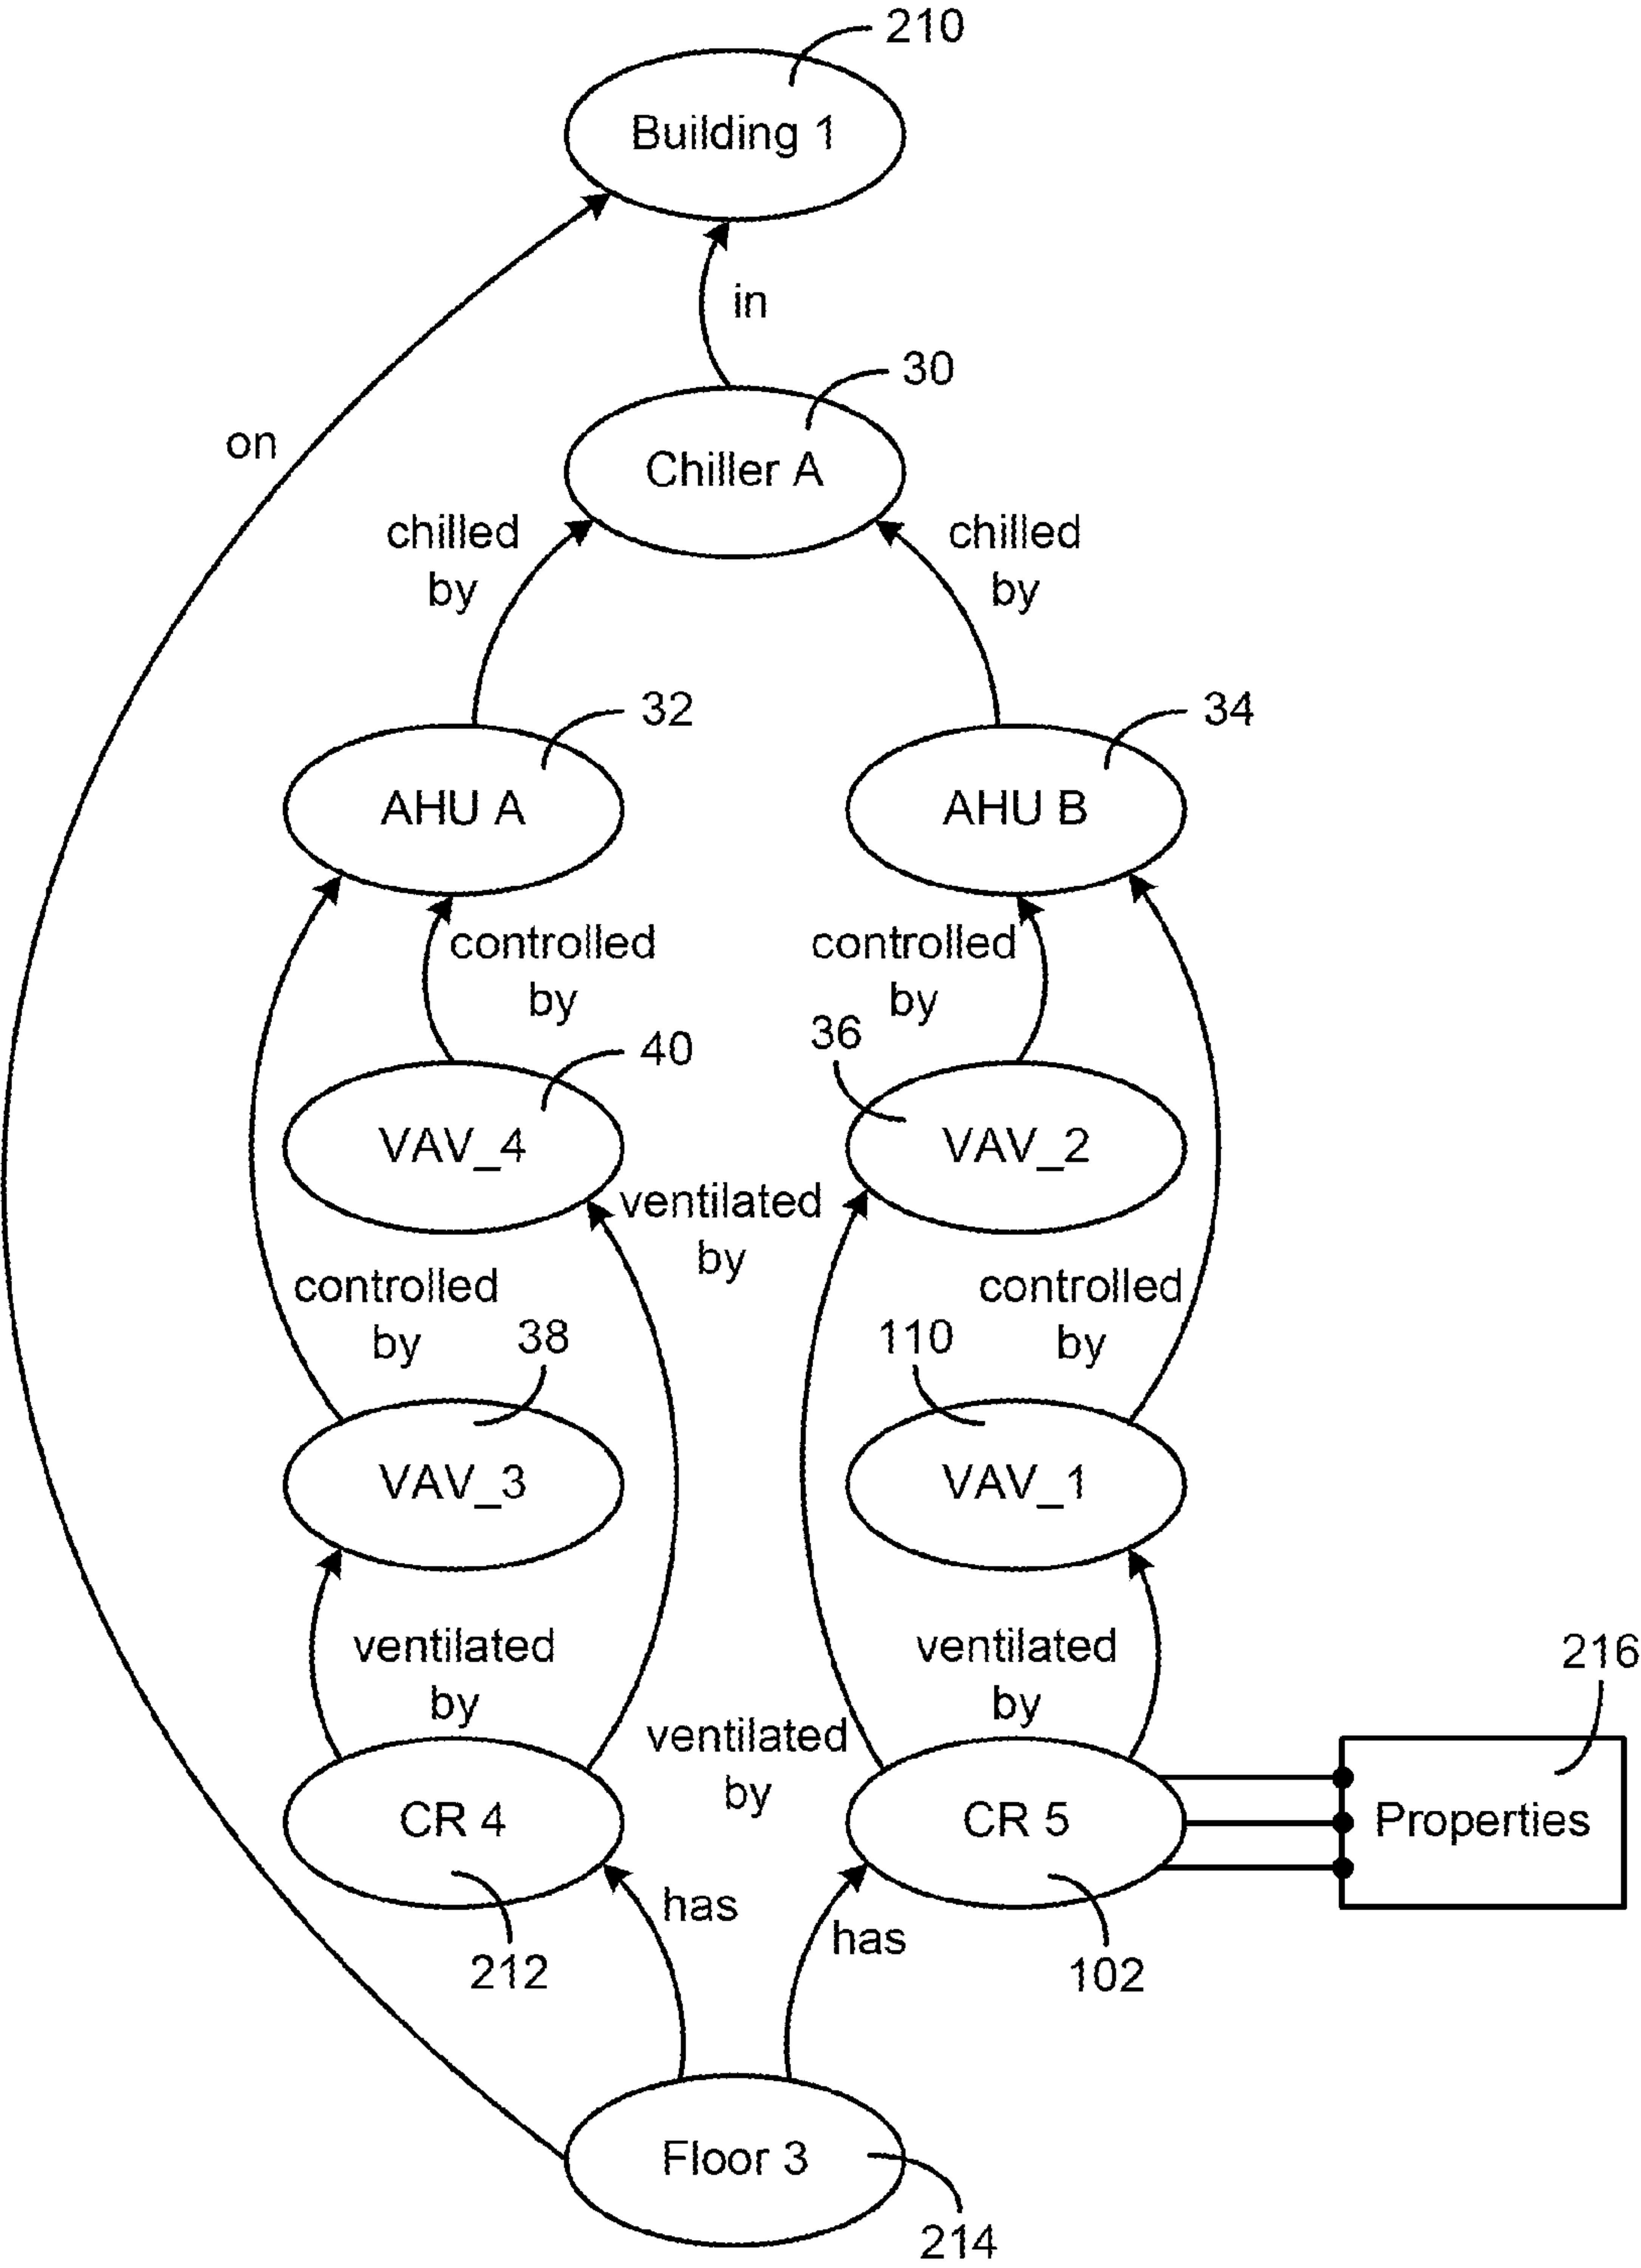 210
Building 1
in
30
on
Chiller A
chilled
by
chilled
by
32
34
AHU A
AHU B
controlled
by
controlled
by
40
36
VAV_4
VAV_2
ventilated
by
controlled
by
controlled
by
38
110
VAV_3
VAV_1
ventilated
by
ventilated
by
216
ventilated
by
CR 4
CR 5
Properties
has
has
212
102
Floor 3
214